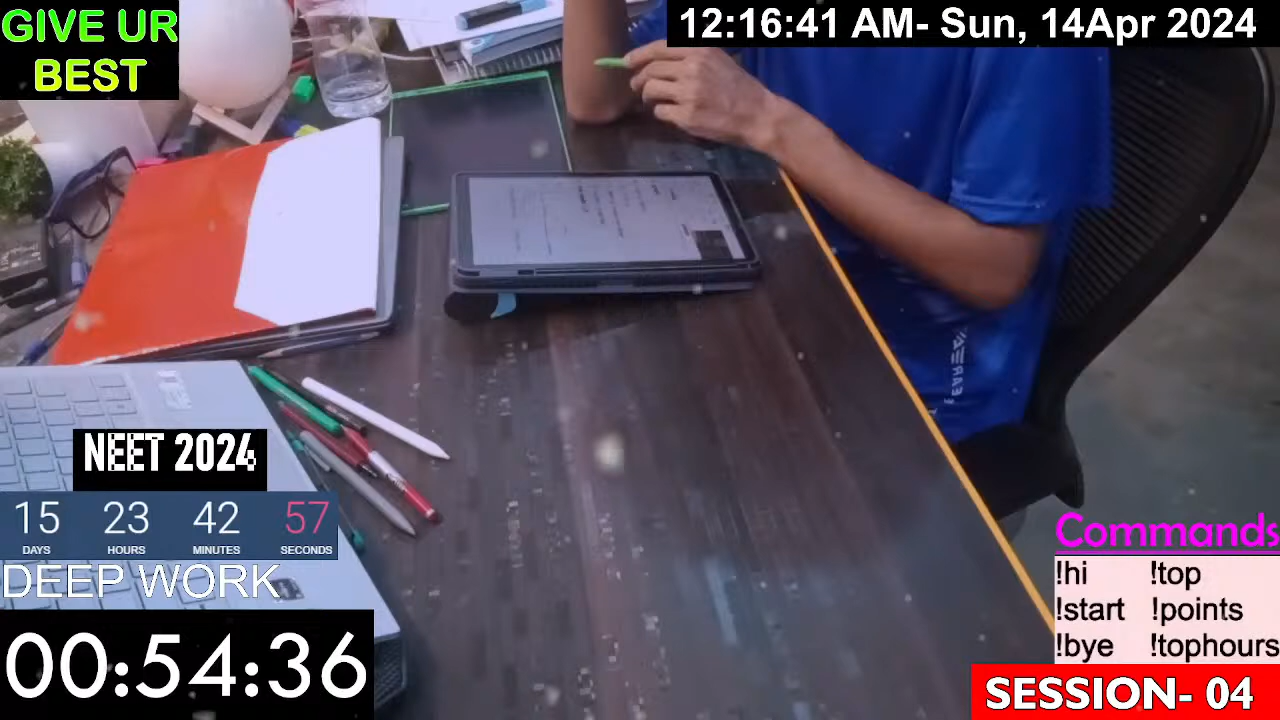 GIVE UR
BEST
12:16:41 AM- Sun, 14Apr 2024
NEET 2024
15 23 42 57
DAYS HOURS MINUTES SECONDS
DEEP WORK
00:54:36
Commands
!hi !top
!start !points
!bye !tophours
SESSION- 04